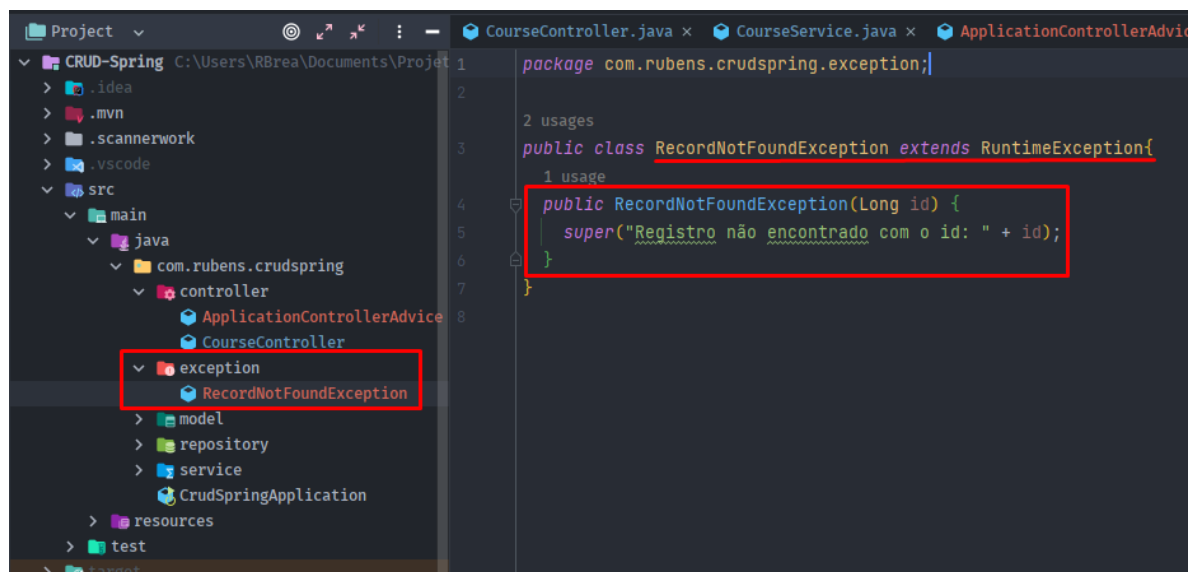 Project
CRUD-Spring C:\Users\RBrea\Documents\Projet
.idea
.mvn
.scannerwork
.vscode
src
main
java
com.rubens.crudspring
controller
ApplicationControllerAdvice
CourseController
exception
RecordNotFoundException
model
repository
service
CrudSpringApplication
resources
test
target
CourseController.java × CourseService.java × ApplicationControllerAdvic
1 package com.rubens.crudspring.exception;
2
2 usages
3 public class RecordNotFoundException extends RuntimeException{
1 usage
4 public RecordNotFoundException(Long id) {
5 super("Registro não encontrado com o id: " + id);
6 }
7 }
8